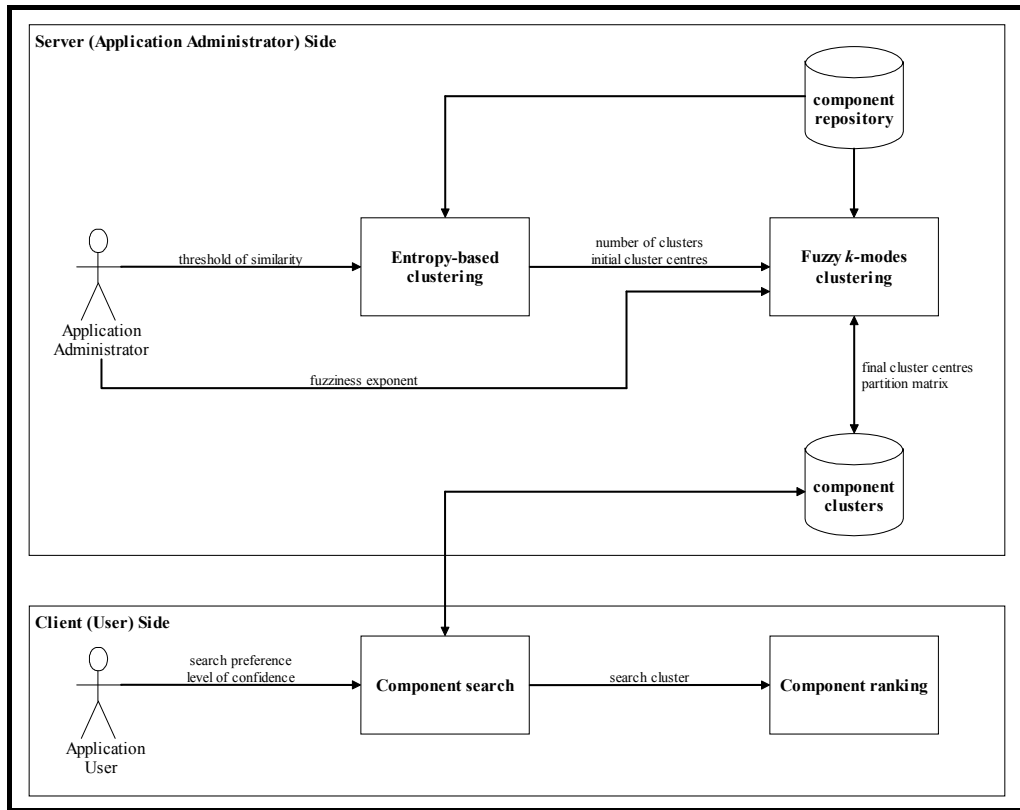 Server (Application Administrator) Side
component
repository
threshold of similarity
Entropy-based
clustering
number of clusters
initial cluster centres
Fuzzy k-modes
clustering
Application
Administrator
fuzziness exponent
final cluster centres
partition matrix
component
clusters
Client (User) Side
search preference
level of confidence
Component search
search cluster
Component ranking
Application
User